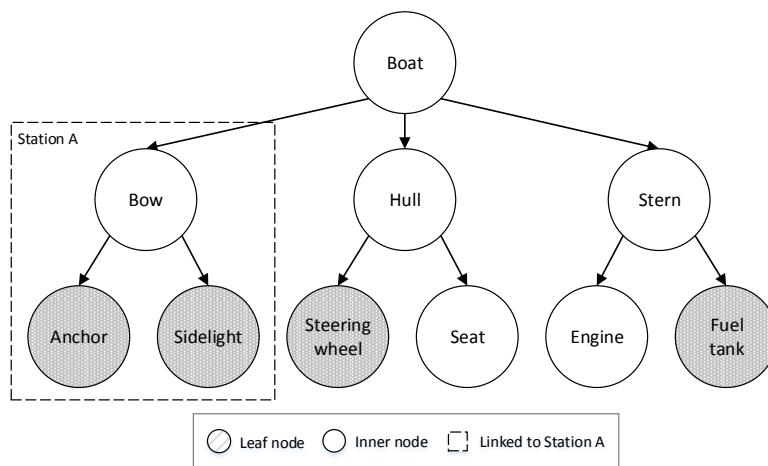 Boat
Station A
Bow
Hull
Stern
Anchor
Sidelight
Steering
wheel
Seat
Engine
Fuel
tank
Leaf node
Inner node
Linked to Station A